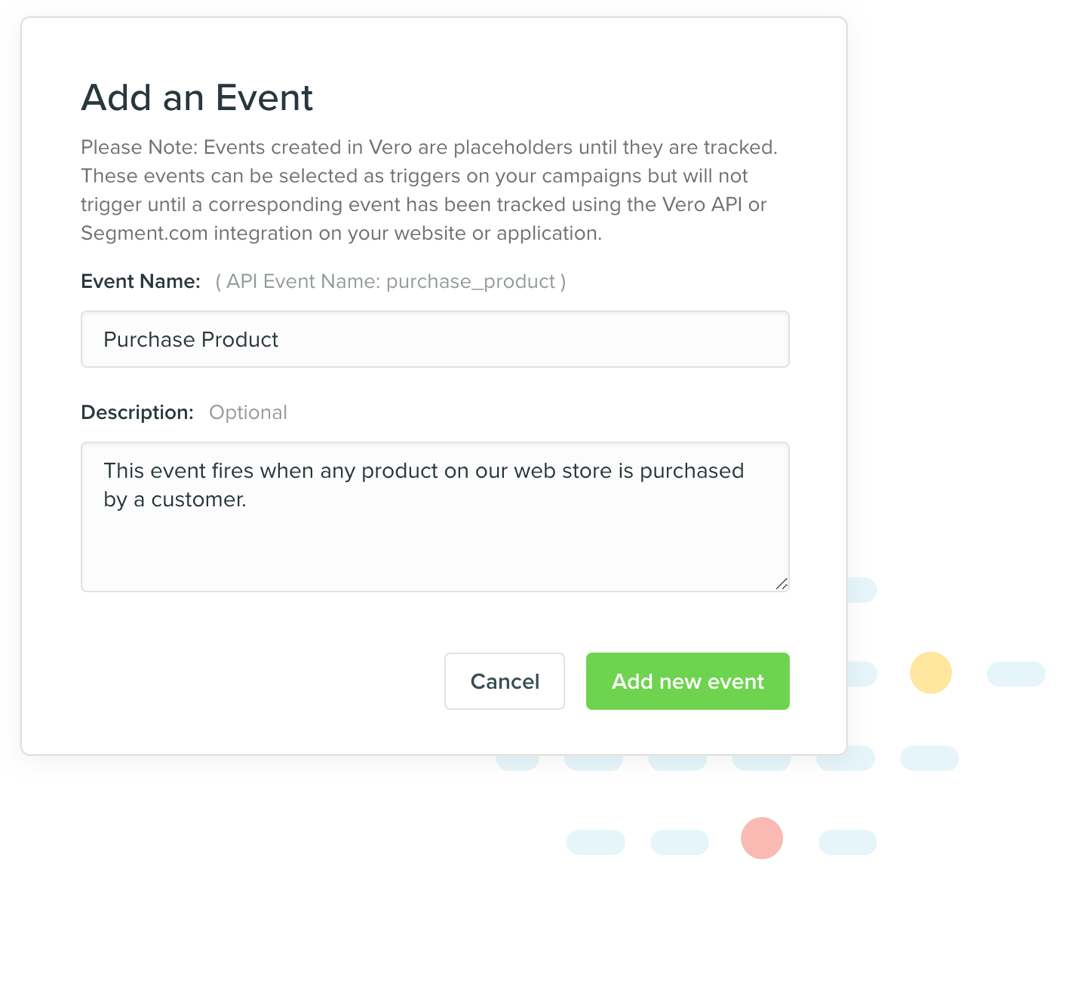 Add an Event
Please Note: Events created in Vero are placeholders until they are tracked.
These events can be selected as triggers on your campaigns but will not
trigger until a corresponding event has been tracked using the Vero API or
Segment.com integration on your website or application.
Event Name: ( API Event Name: purchase_product )
Purchase Product
Description: Optional
This event fires when any product on our web store is purchased
by a customer.
Cancel Add new event